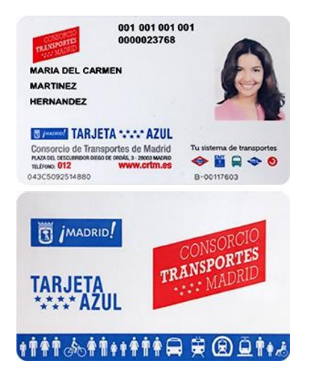 001 001 001 001
0000023768
CONSORCIO
TRANSPORTES
MADRID
MARIA DEL CARMEN
MARTINEZ
HERNANDEZ
¡MADRID! TARJETA AZUL
Consorcio de Transportes de Madrid
PLAZA DEL DESCUBRIDOR DIEGO DE ORDÁS, 3 - 28003 MADRID
TELÉFONO: 012 www.crtm.es
Tu sistema de transportes
043C5092514880
B-00117603
¡MADRID!
CONSORCIO
TRANSPORTES
MADRID
TARJETA
AZUL